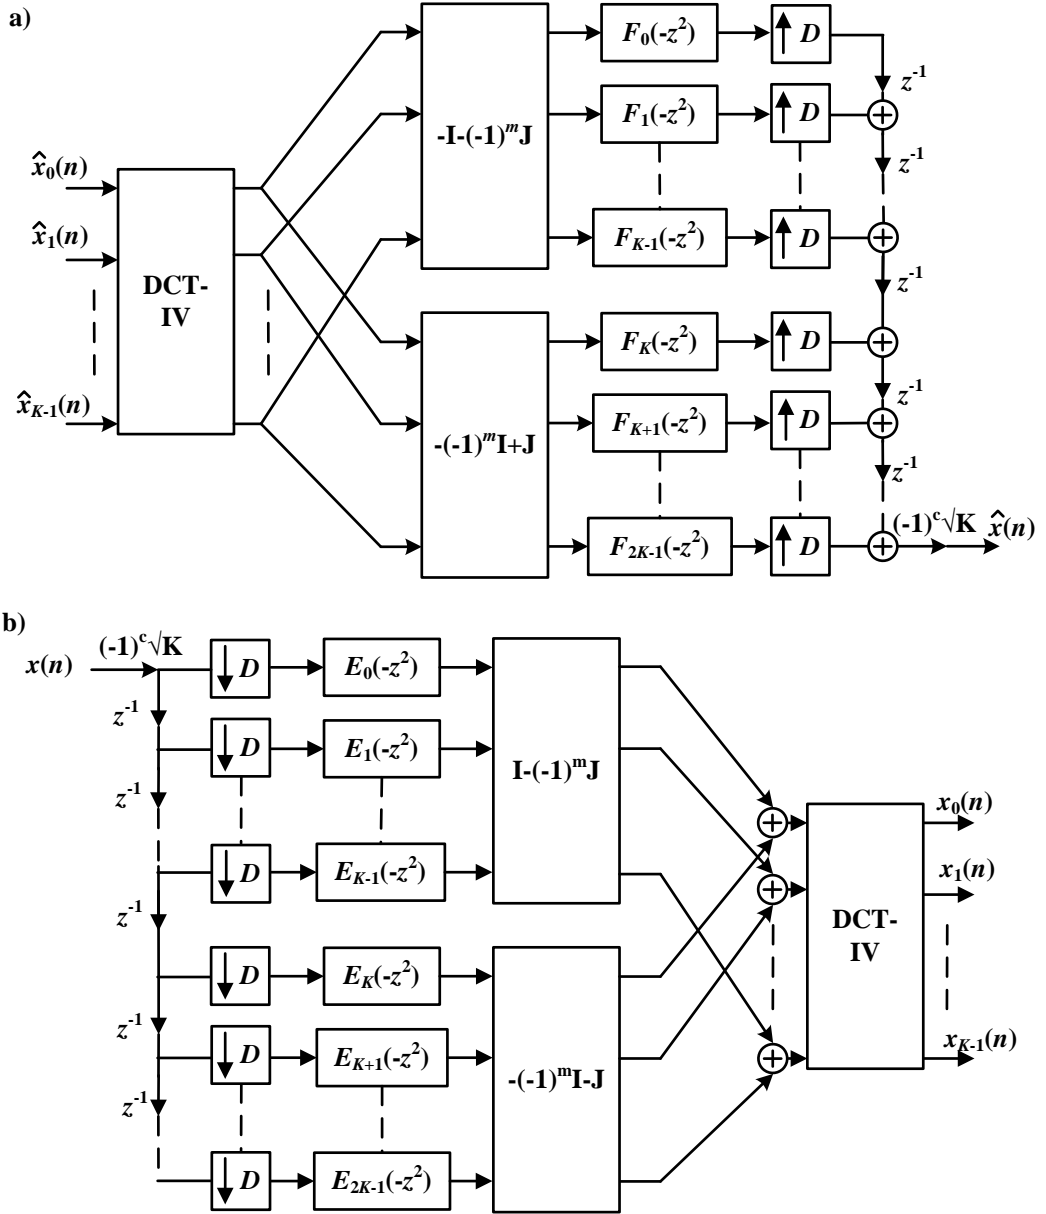 a)
x̂₀(n)
x̂₁(n)
x̂K-1(n)
DCT-
IV
-I-(-1)ᵐJ
-(-1)ᵐI+J
F₀(-z²)
↑ D
z⁻¹
F₁(-z²)
↑ D
z⁻¹
FK-1(-z²)
↑ D
z⁻¹
FK(-z²)
↑ D
z⁻¹
FK+1(-z²)
↑ D
z⁻¹
F2K-1(-z²)
↑ D
(-1)ᶜ√K
x̂(n)
b)
x(n)
(-1)ᶜ√K
↓ D
E₀(-z²)
z⁻¹
↓ D
E₁(-z²)
z⁻¹
↓ D
EK-1(-z²)
z⁻¹
↓ D
EK(-z²)
z⁻¹
↓ D
EK+1(-z²)
z⁻¹
↓ D
E2K-1(-z²)
I-(-1)ᵐJ
-(-1)ᵐI-J
DCT-
IV
x₀(n)
x₁(n)
xK-1(n)